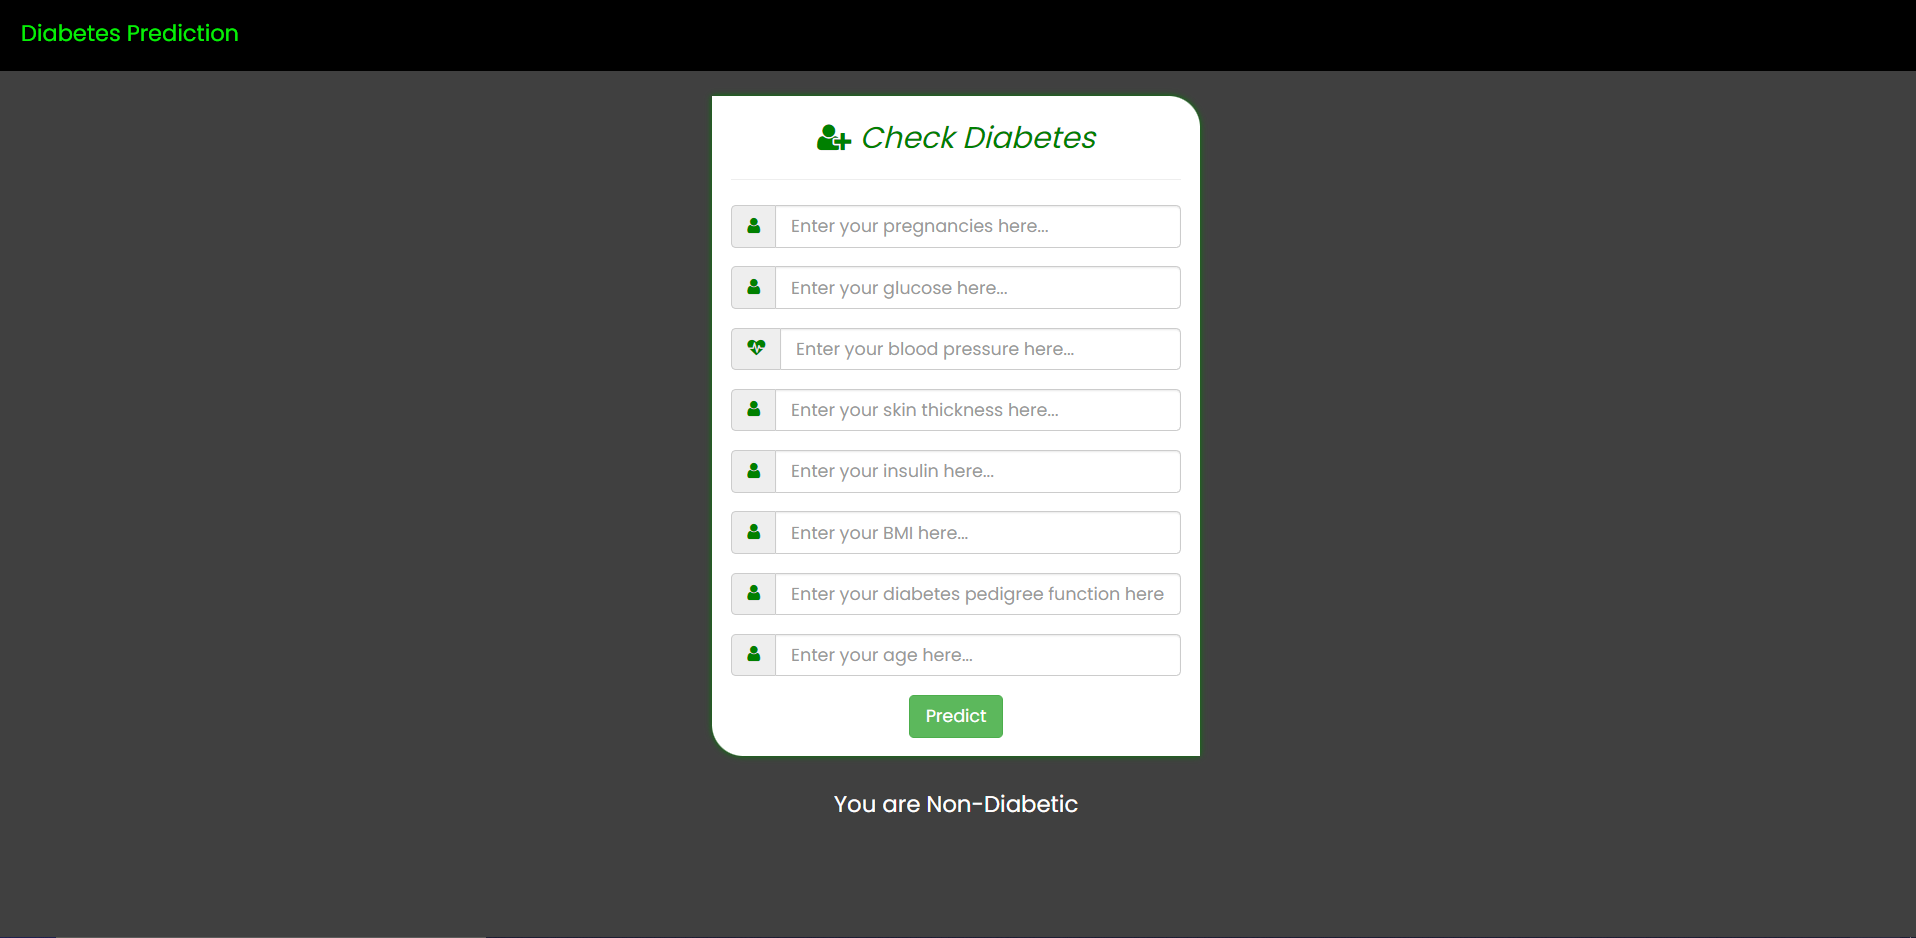 Diabetes Prediction
Check Diabetes
Enter your pregnancies here...
Enter your glucose here...
Enter your blood pressure here...
Enter your skin thickness here...
Enter your insulin here...
Enter your BMI here...
Enter your diabetes pedigree function here
Enter your age here...
Predict
You are Non-Diabetic